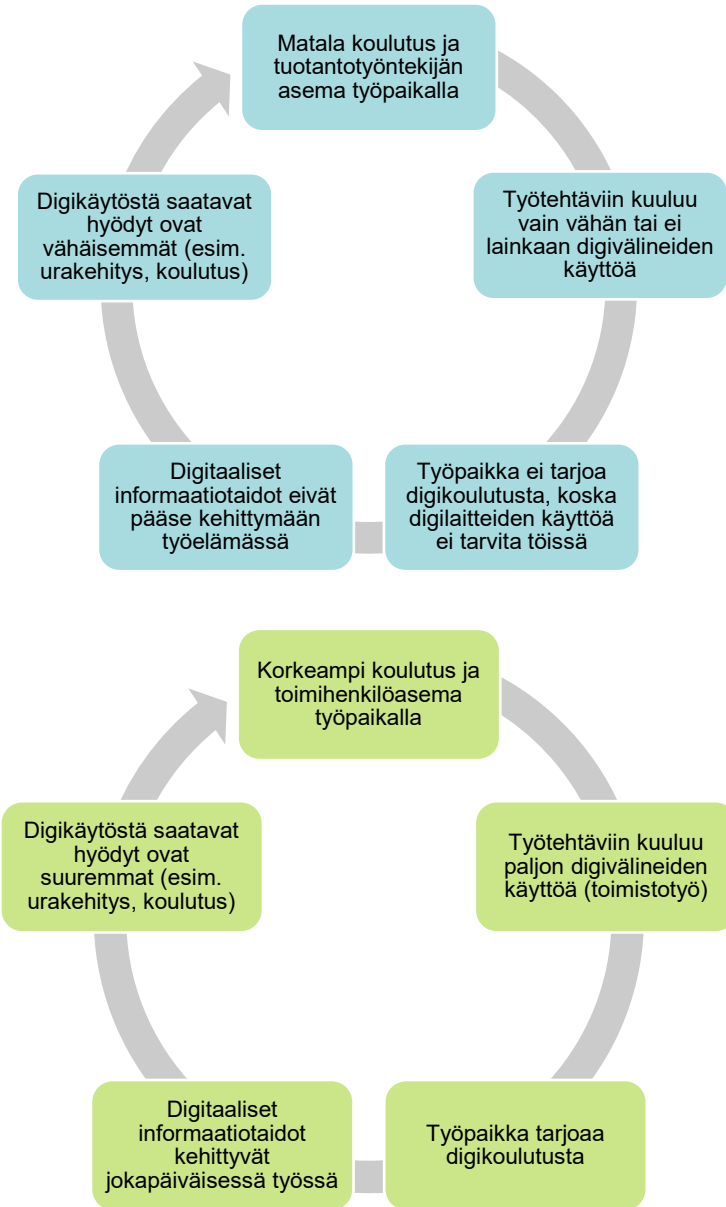 Matala koulutus ja
tuotantotyöntekijän
asema työpaikalla
Työtehtäviin kuuluu
vain vähän tai ei
lainkaan digivälineiden
käyttöä
Työpaikka ei tarjoa
digikoulutusta, koska
digilaitteiden käyttöä
ei tarvita töissä
Digitaaliset
informaatiotaidot eivät
pääse kehittymään
työelämässä
Digikäytöstä saatavat
hyödyt ovat
vähäisemmät (esim.
urakehitys, koulutus)
Korkeampi koulutus ja
toimihenkilöasema
työpaikalla
Työtehtäviin kuuluu
paljon digivälineiden
käyttöä (toimistotyö)
Työpaikka tarjoaa
digikoulutusta
Digitaaliset
informaatiotaidot
kehittyvät
jokapäiväisessä työssä
Digikäytöstä saatavat
hyödyt ovat
suuremmat (esim.
urakehitys, koulutus)